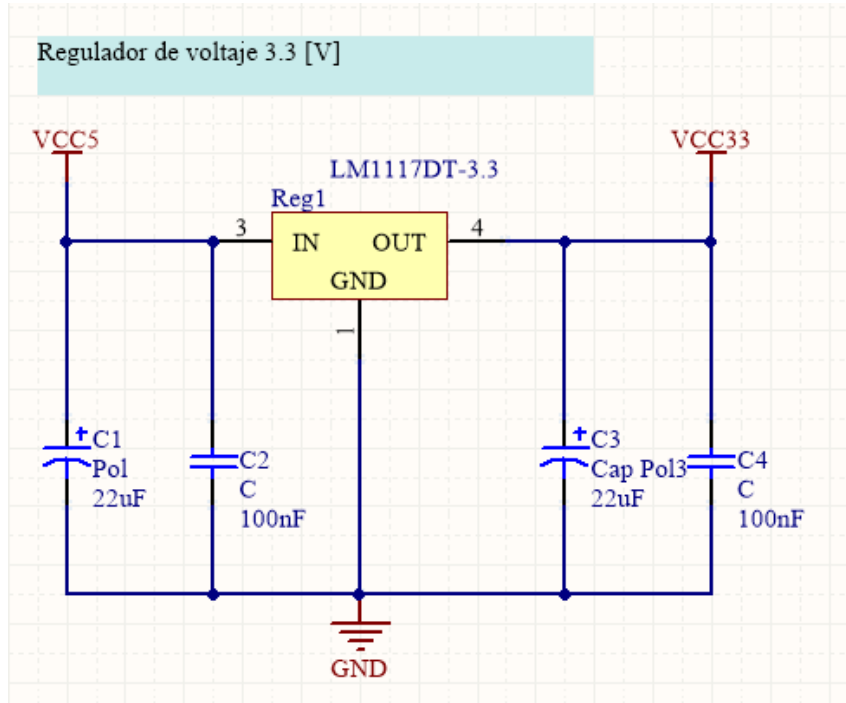 Regulador de voltaje 3.3 [V]
VCC5
VCC33
LM1117DT-3.3
Reg1
3
IN
OUT
4
GND
1
C1
Pol
22uF
C2
C
100nF
C3
Cap Pol3
22uF
C4
C
100nF
GND